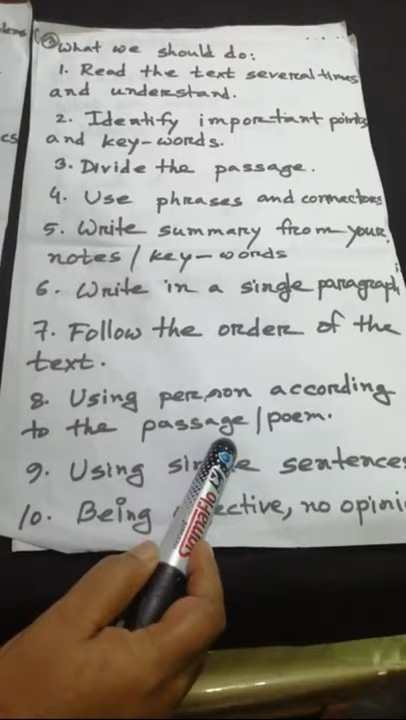 ② What we should do:
1. Read the text several times
and understand.
2. Identify important points
and key-words.
3. Divide the passage.
4. Use phrases and connectors
5. Write summary from your
notes / key-words
6. Write in a single paragraph
7. Follow the order of the
text.
8. Using person according
to the passage/poem.
9. Using sentences
10. Being ective, no opini